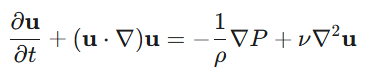 ∂u/∂t + (u · ∇)u = −(1/ρ)∇P + ν∇²u